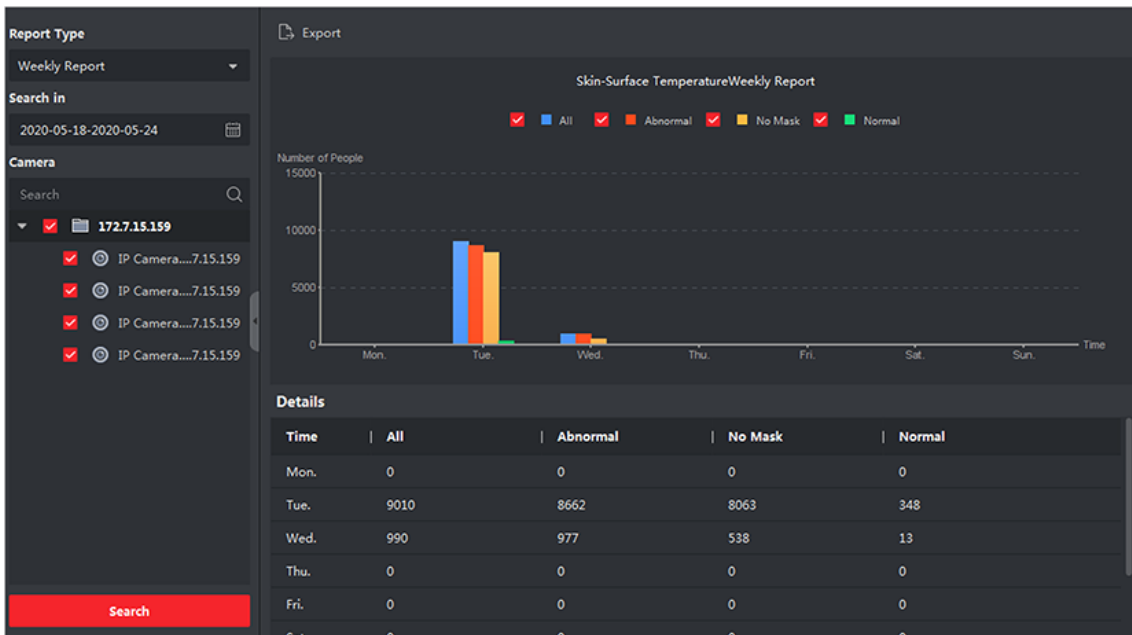 Report Type
Weekly Report
Search in
2020-05-18-2020-05-24
Camera
Search
172.7.15.159
IP Camera....7.15.159
IP Camera....7.15.159
IP Camera....7.15.159
IP Camera....7.15.159
Search
Export
Skin-Surface TemperatureWeekly Report
All Abnormal No Mask Normal
Number of People
15000
10000
5000
0
Mon. Tue. Wed. Thu. Fri. Sat. Sun. Time
Details
Time | All | Abnormal | No Mask | Normal
Mon. 0 0 0 0
Tue. 9010 8662 8063 348
Wed. 990 977 538 13
Thu. 0 0 0 0
Fri. 0 0 0 0